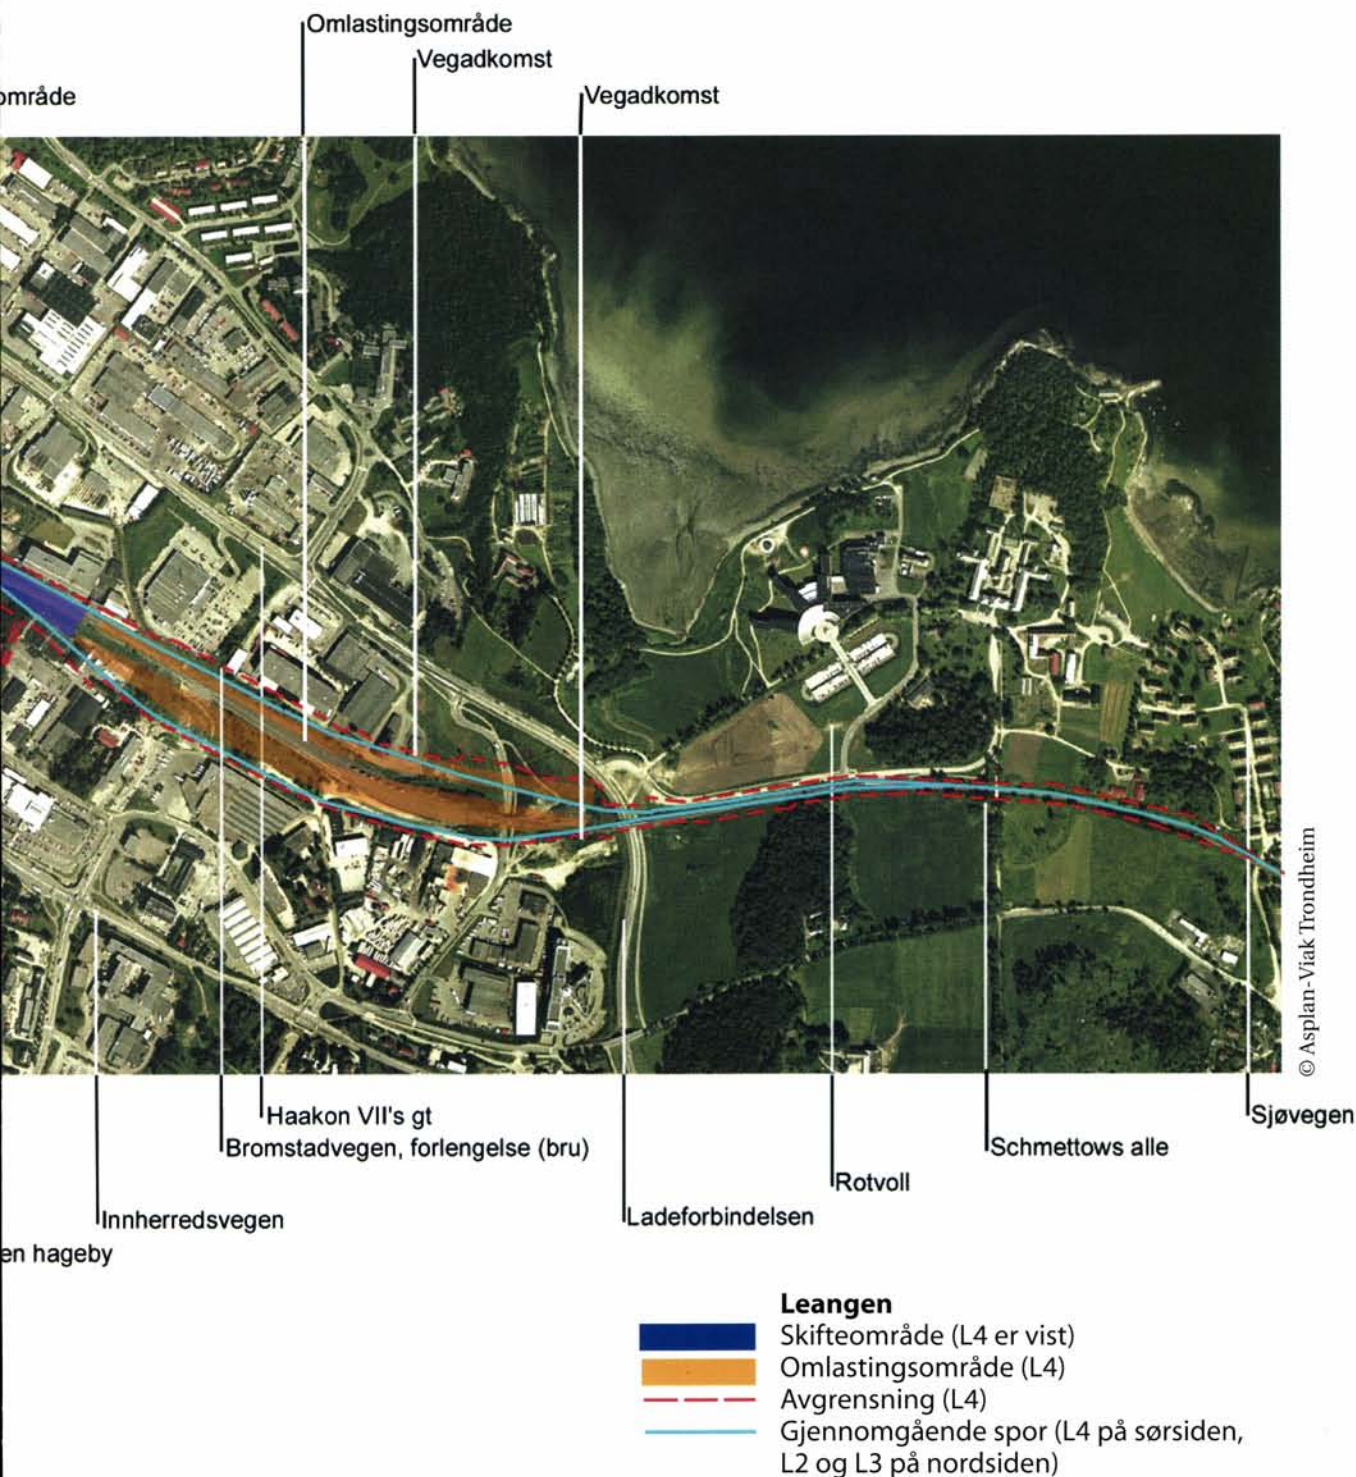 Omlastingsområde
Vegadkomst
område
Vegadkomst
© Asplan-Viak Trondheim
Haakon VII's gt
Sjøvegen
Bromstadvegen, forlengelse (bru)
Schmettows alle
Rotvoll
Innherredsvegen
Ladeforbindelsen
en hageby
Leangen
Skifteområde (L4 er vist)
Omlastingsområde (L4)
Avgrensning (L4)
Gjennomgående spor (L4 på sørsiden,
L2 og L3 på nordsiden)